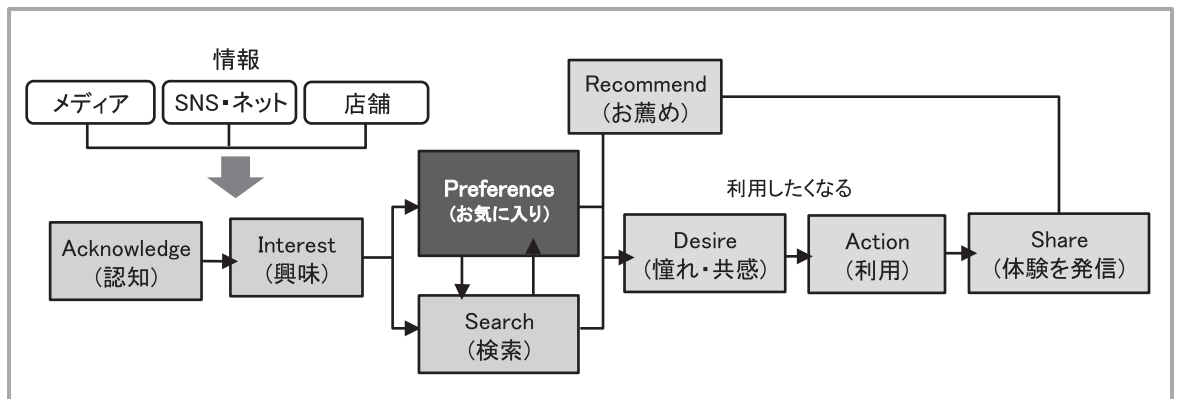 情報
メディア
SNS・ネット
店舗
Recommend
(お薦め)
Preference
(お気に入り)
利用したくなる
Acknowledge
(認知)
Interest
(興味)
Search
(検索)
Desire
(憧れ・共感)
Action
(利用)
Share
(体験を発信)